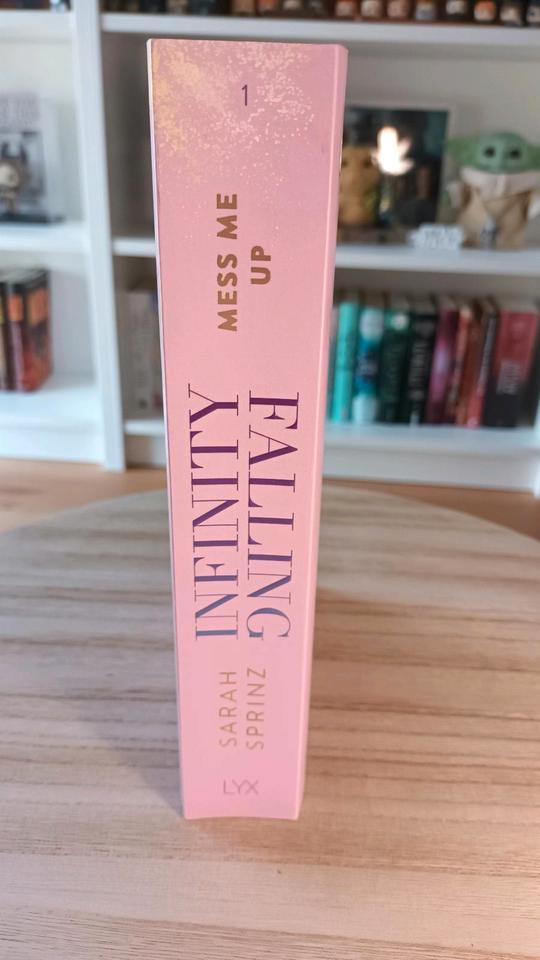 1
MESS ME
UP
INFINITY
FALLING
SARAH
SPRINZ
LYX